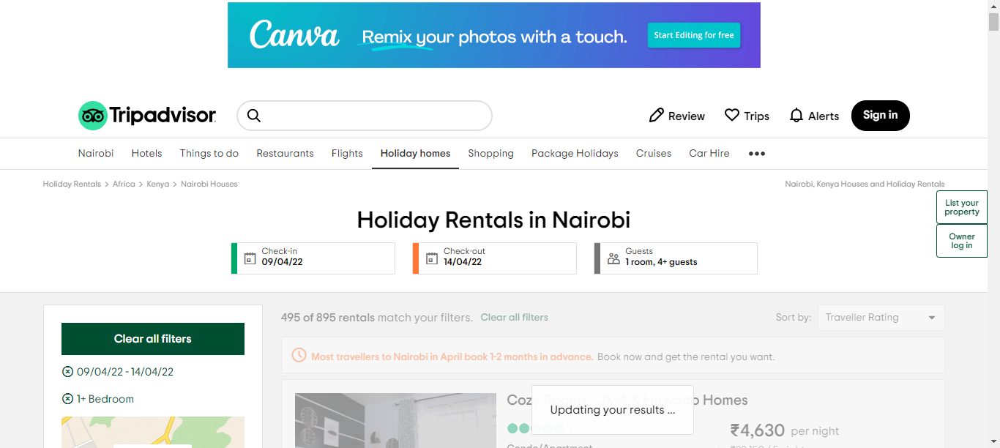 Canva
Remix your photos with a touch.
Start Editing for free
Tripadvisor
Review
Trips
Alerts
Sign in
Nairobi
Hotels
Things to do
Restaurants
Flights
Holiday homes
Shopping
Package Holidays
Cruises
Car Hire
Holiday Rentals > Africa > Kenya > Nairobi Houses
Nairobi, Kenya Houses and Holiday Rentals
List your
property
Owner
log in
Holiday Rentals in Nairobi
Check-in
09/04/22
Check-out
14/04/22
Guests
1 room, 4+ guests
Clear all filters
09/04/22 - 14/04/22
1+ Bedroom
495 of 895 rentals match your filters. Clear all filters
Sort by: Traveller Rating
Most travellers to Nairobi in April book 1-2 months in advance. Book now and get the rental you want.
Cozy Rooms JKIA & Hirwado Homes
Updating your results ...
₹4,630 per night
Condo/Apartment